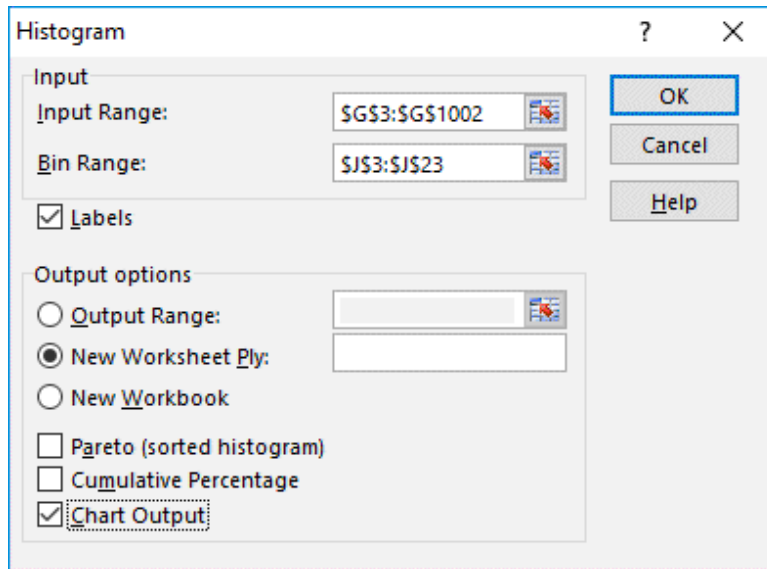 Histogram ?
Input
Input Range: $G$3:$G$1002
Bin Range: $J$3:$J$23
Labels
OK
Cancel
Help
Output options
Output Range:
New Worksheet Ply:
New Workbook
Pareto (sorted histogram)
Cumulative Percentage
Chart Output